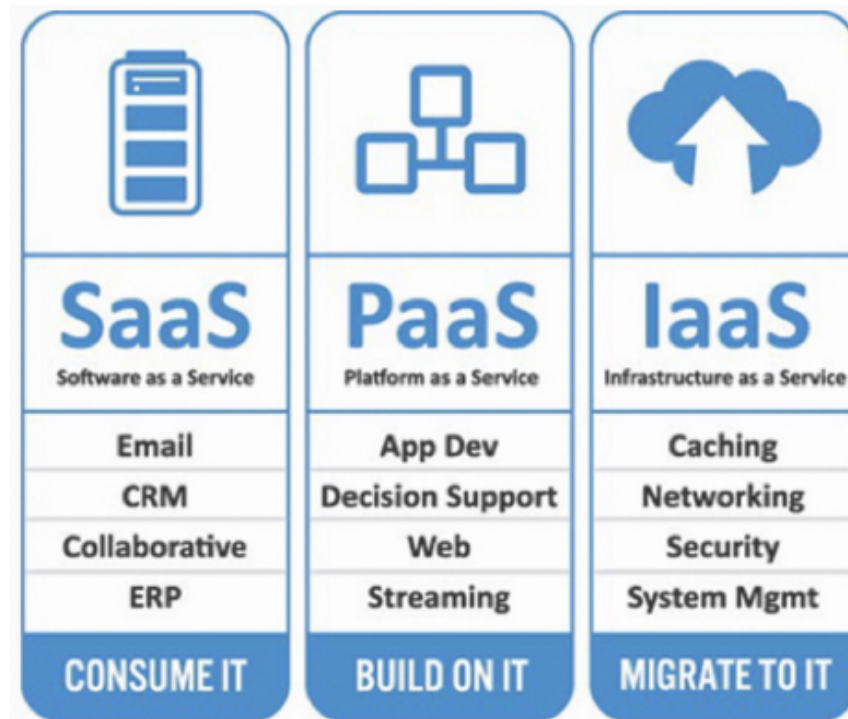 SaaS
Software as a Service
Email
CRM
Collaborative
ERP
CONSUME IT
PaaS
Platform as a Service
App Dev
Decision Support
Web
Streaming
BUILD ON IT
IaaS
Infrastructure as a Service
Caching
Networking
Security
System Mgmt
MIGRATE TO IT